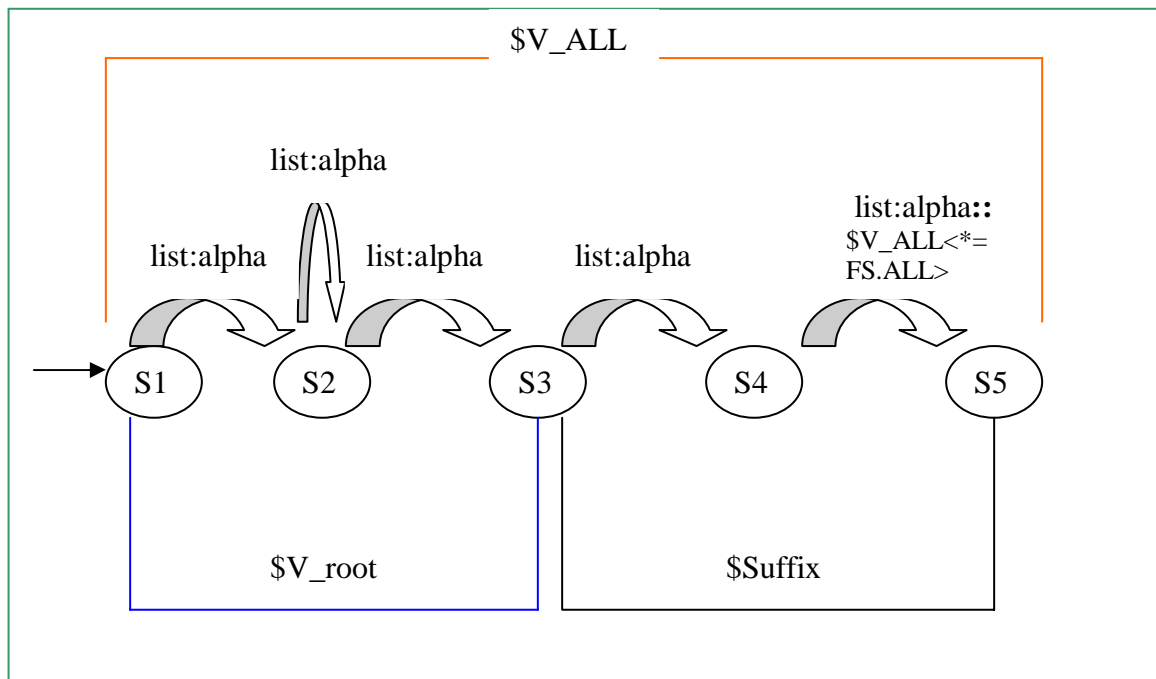 $V_ALL
list:alpha
list:alpha::
$V_ALL<*=
FS.ALL>
list:alpha
list:alpha
list:alpha
S1
S2
S3
S4
S5
$V_root
$Suffix